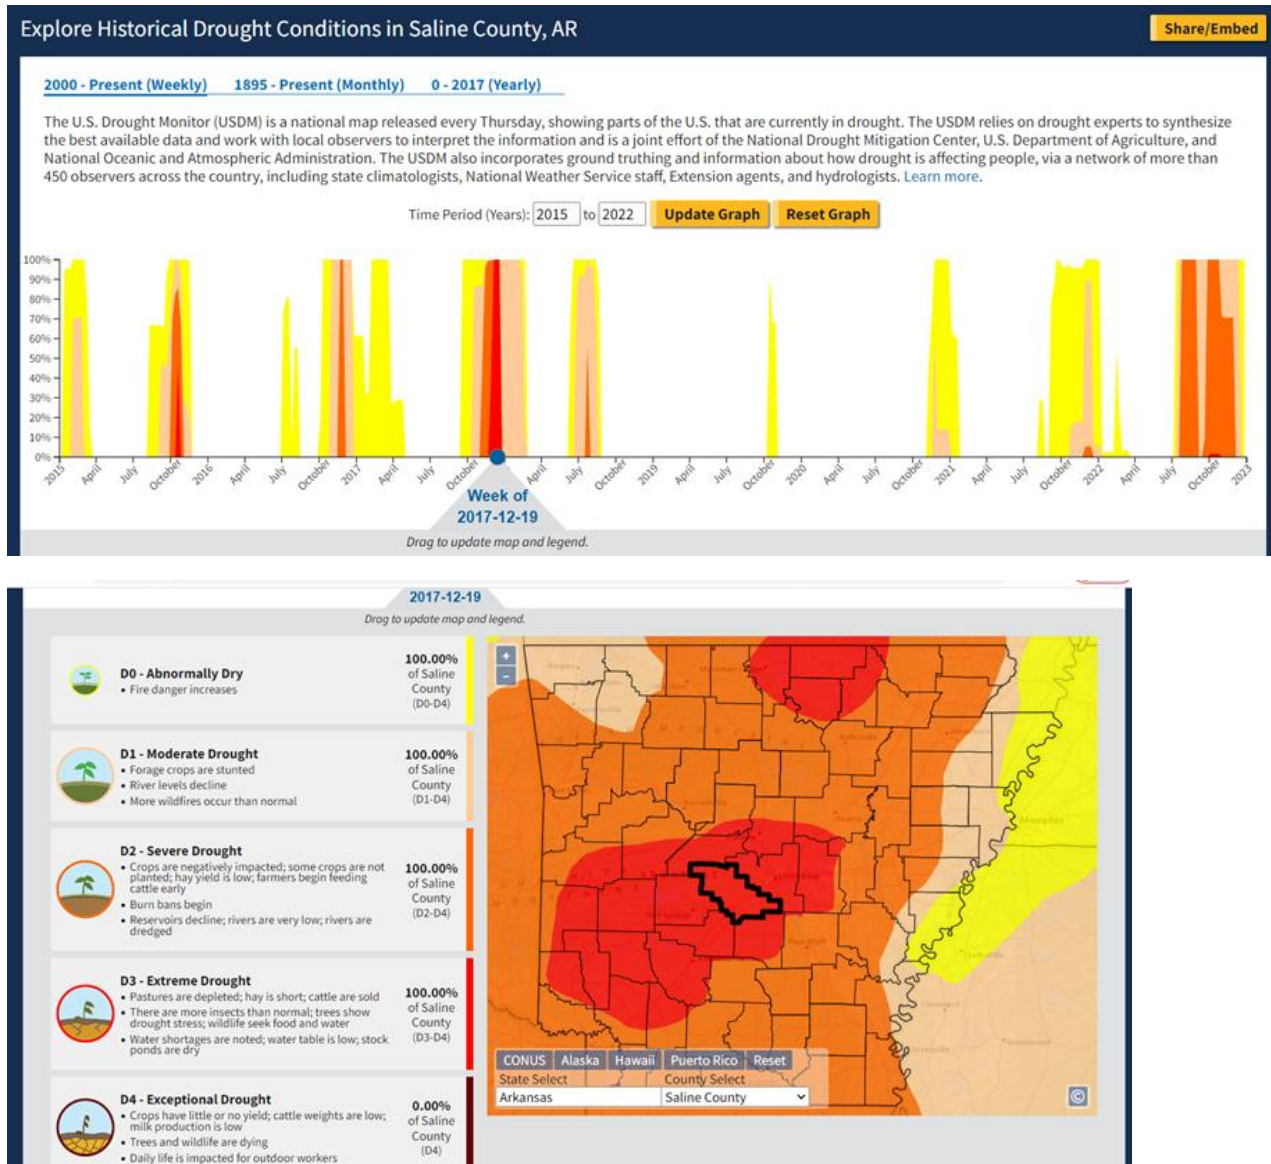 Explore Historical Drought Conditions in Saline County, AR
Share/Embed
2000 - Present (Weekly) 1895 - Present (Monthly) 0 - 2017 (Yearly)
The U.S. Drought Monitor (USDM) is a national map released every Thursday, showing parts of the U.S. that are currently in drought. The USDM relies on drought experts to synthesize
the best available data and work with local observers to interpret the information and is a joint effort of the National Drought Mitigation Center, U.S. Department of Agriculture, and
National Oceanic and Atmospheric Administration. The USDM also incorporates ground truthing and information about how drought is affecting people, via a network of more than
450 observers across the country, including state climatologists, National Weather Service staff, Extension agents, and hydrologists. Learn more.
Time Period (Years): 2015 to 2022 Update Graph Reset Graph
100%
90%
80%
70%
60%
50%
40%
30%
20%
10%
0%
2015 April July October 2016 April July October 2017 April July October April July October 2019 April July October 2020 April July October 2021 April July October 2022 April July October 2023
Week of
2017-12-19
Drag to update map and legend.
2017-12-19
Drag to update map and legend.
D0 - Abnormally Dry
• Fire danger increases
100.00%
of Saline
County
(D0-D4)
D1 - Moderate Drought
• Forage crops are stunted
• River levels decline
• More wildfires occur than normal
100.00%
of Saline
County
(D1-D4)
D2 - Severe Drought
• Crops are negatively impacted; some crops are not
planted; hay yield is low; farmers begin feeding
cattle early
• Burn bans begin
• Reservoirs decline; rivers are very low; rivers are
dredged
100.00%
of Saline
County
(D2-D4)
D3 - Extreme Drought
• Pastures are depleted; hay is short; cattle are sold
• There are more insects than normal; trees show
drought stress; wildlife seek food and water
• Water shortages are noted; water table is low; stock
ponds are dry
100.00%
of Saline
County
(D3-D4)
D4 - Exceptional Drought
• Crops have little or no yield; cattle weights are low;
milk production is low
• Trees and wildlife are dying
• Daily life is impacted for outdoor workers
0.00%
of Saline
County
(D4)
+
−
Memphis
CONUS Alaska Hawaii Puerto Rico Reset
State Select County Select
Arkansas Saline County
©